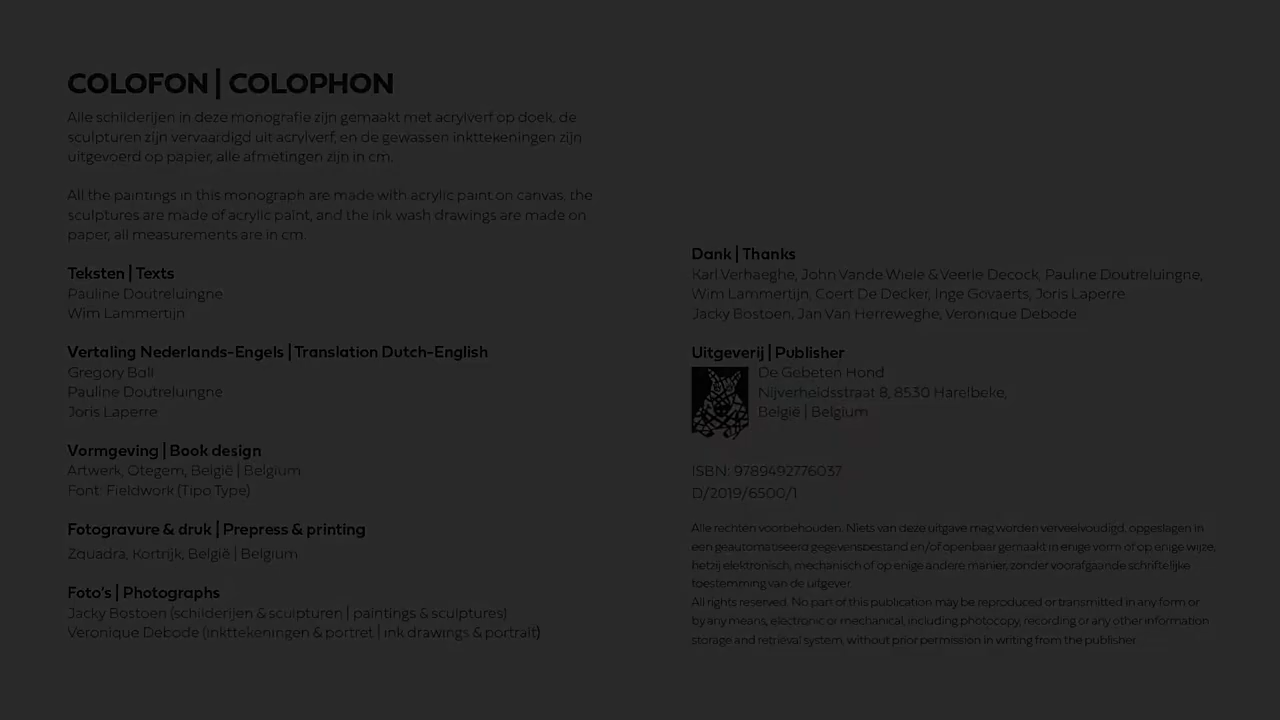 COLOFON | COLOPHON
Alle schilderijen in deze monografie zijn gemaakt met acrylverf op doek, de
sculpturen zijn vervaardigd uit acrylverf, en de gewassen inkttekeningen zijn
uitgevoerd op papier, alle afmetingen zijn in cm.
All the paintings in this monograph are made with acrylic paint on canvas, the
sculptures are made of acrylic paint, and the ink wash drawings are made on
paper, all measurements are in cm.
Teksten | Texts
Pauline Doutreluingne
Wim Lammertijn
Vertaling Nederlands-Engels | Translation Dutch-English
Gregory Ball
Pauline Doutreluingne
Joris Laperre
Vormgeving | Book design
Artwerk, Otegem, België | Belgium
Font: Fieldwork (Tipo Type)
Fotogravure & druk | Prepress & printing
Zquadra, Kortrijk, België | Belgium
Foto's | Photographs
Jacky Bostoen (schilderijen & sculpturen | paintings & sculptures)
Veronique Debode (inkttekeningen & portret | ink drawings & portrait)
Dank | Thanks
Karl Verhaeghe, John Vande Wiele & Veerle Decock, Pauline Doutreluingne,
Wim Lammertijn, Coert De Decker, Inge Govaerts, Joris Laperre
Jacky Bostoen, Jan Van Herreweghe, Veronique Debode
Uitgeverij | Publisher
De Gebeten Hond
Nijverheidsstraat 8, 8530 Harelbeke,
België | Belgium
ISBN: 9789492776037
D/2019/6500/1
Alle rechten voorbehouden. Niets van deze uitgave mag worden verveelvoudigd, opgeslagen in
een geautomatiseerd gegevensbestand en/of openbaar gemaakt in enige vorm of op enige wijze,
hetzij elektronisch, mechanisch of op enige andere manier, zonder voorafgaande schriftelijke
toestemming van de uitgever.
All rights reserved. No part of this publication may be reproduced or transmitted in any form or
by any means, electronic or mechanical, including photocopy, recording or any other information
storage and retrieval system, without prior permission in writing from the publisher.